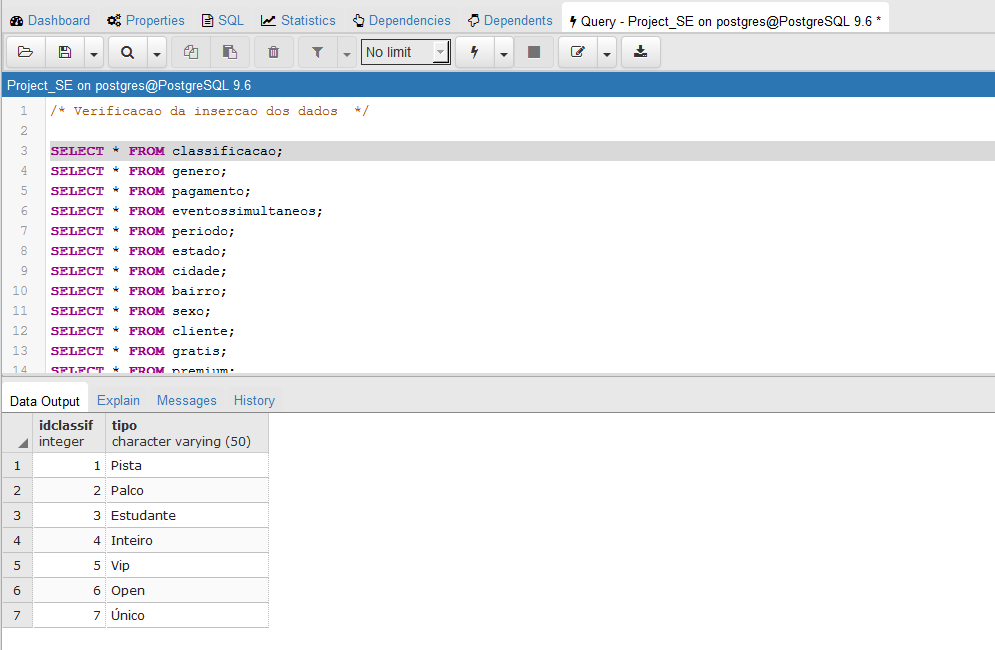 Dashboard Properties SQL Statistics Dependencies Dependents Query - Project_SE on postgres@PostgreSQL 9.6 *
No limit
Project_SE on postgres@PostgreSQL 9.6
1 /* Verificacao da insercao dos dados  */
2
3 SELECT * FROM classificacao;
4 SELECT * FROM genero;
5 SELECT * FROM pagamento;
6 SELECT * FROM eventossimultaneos;
7 SELECT * FROM periodo;
8 SELECT * FROM estado;
9 SELECT * FROM cidade;
10 SELECT * FROM bairro;
11 SELECT * FROM sexo;
12 SELECT * FROM cliente;
13 SELECT * FROM gratis;
14 SELECT * FROM premium;
Data Output Explain Messages History
idclassif tipo
integer character varying (50)
1 1 Pista
2 2 Palco
3 3 Estudante
4 4 Inteiro
5 5 Vip
6 6 Open
7 7 Único